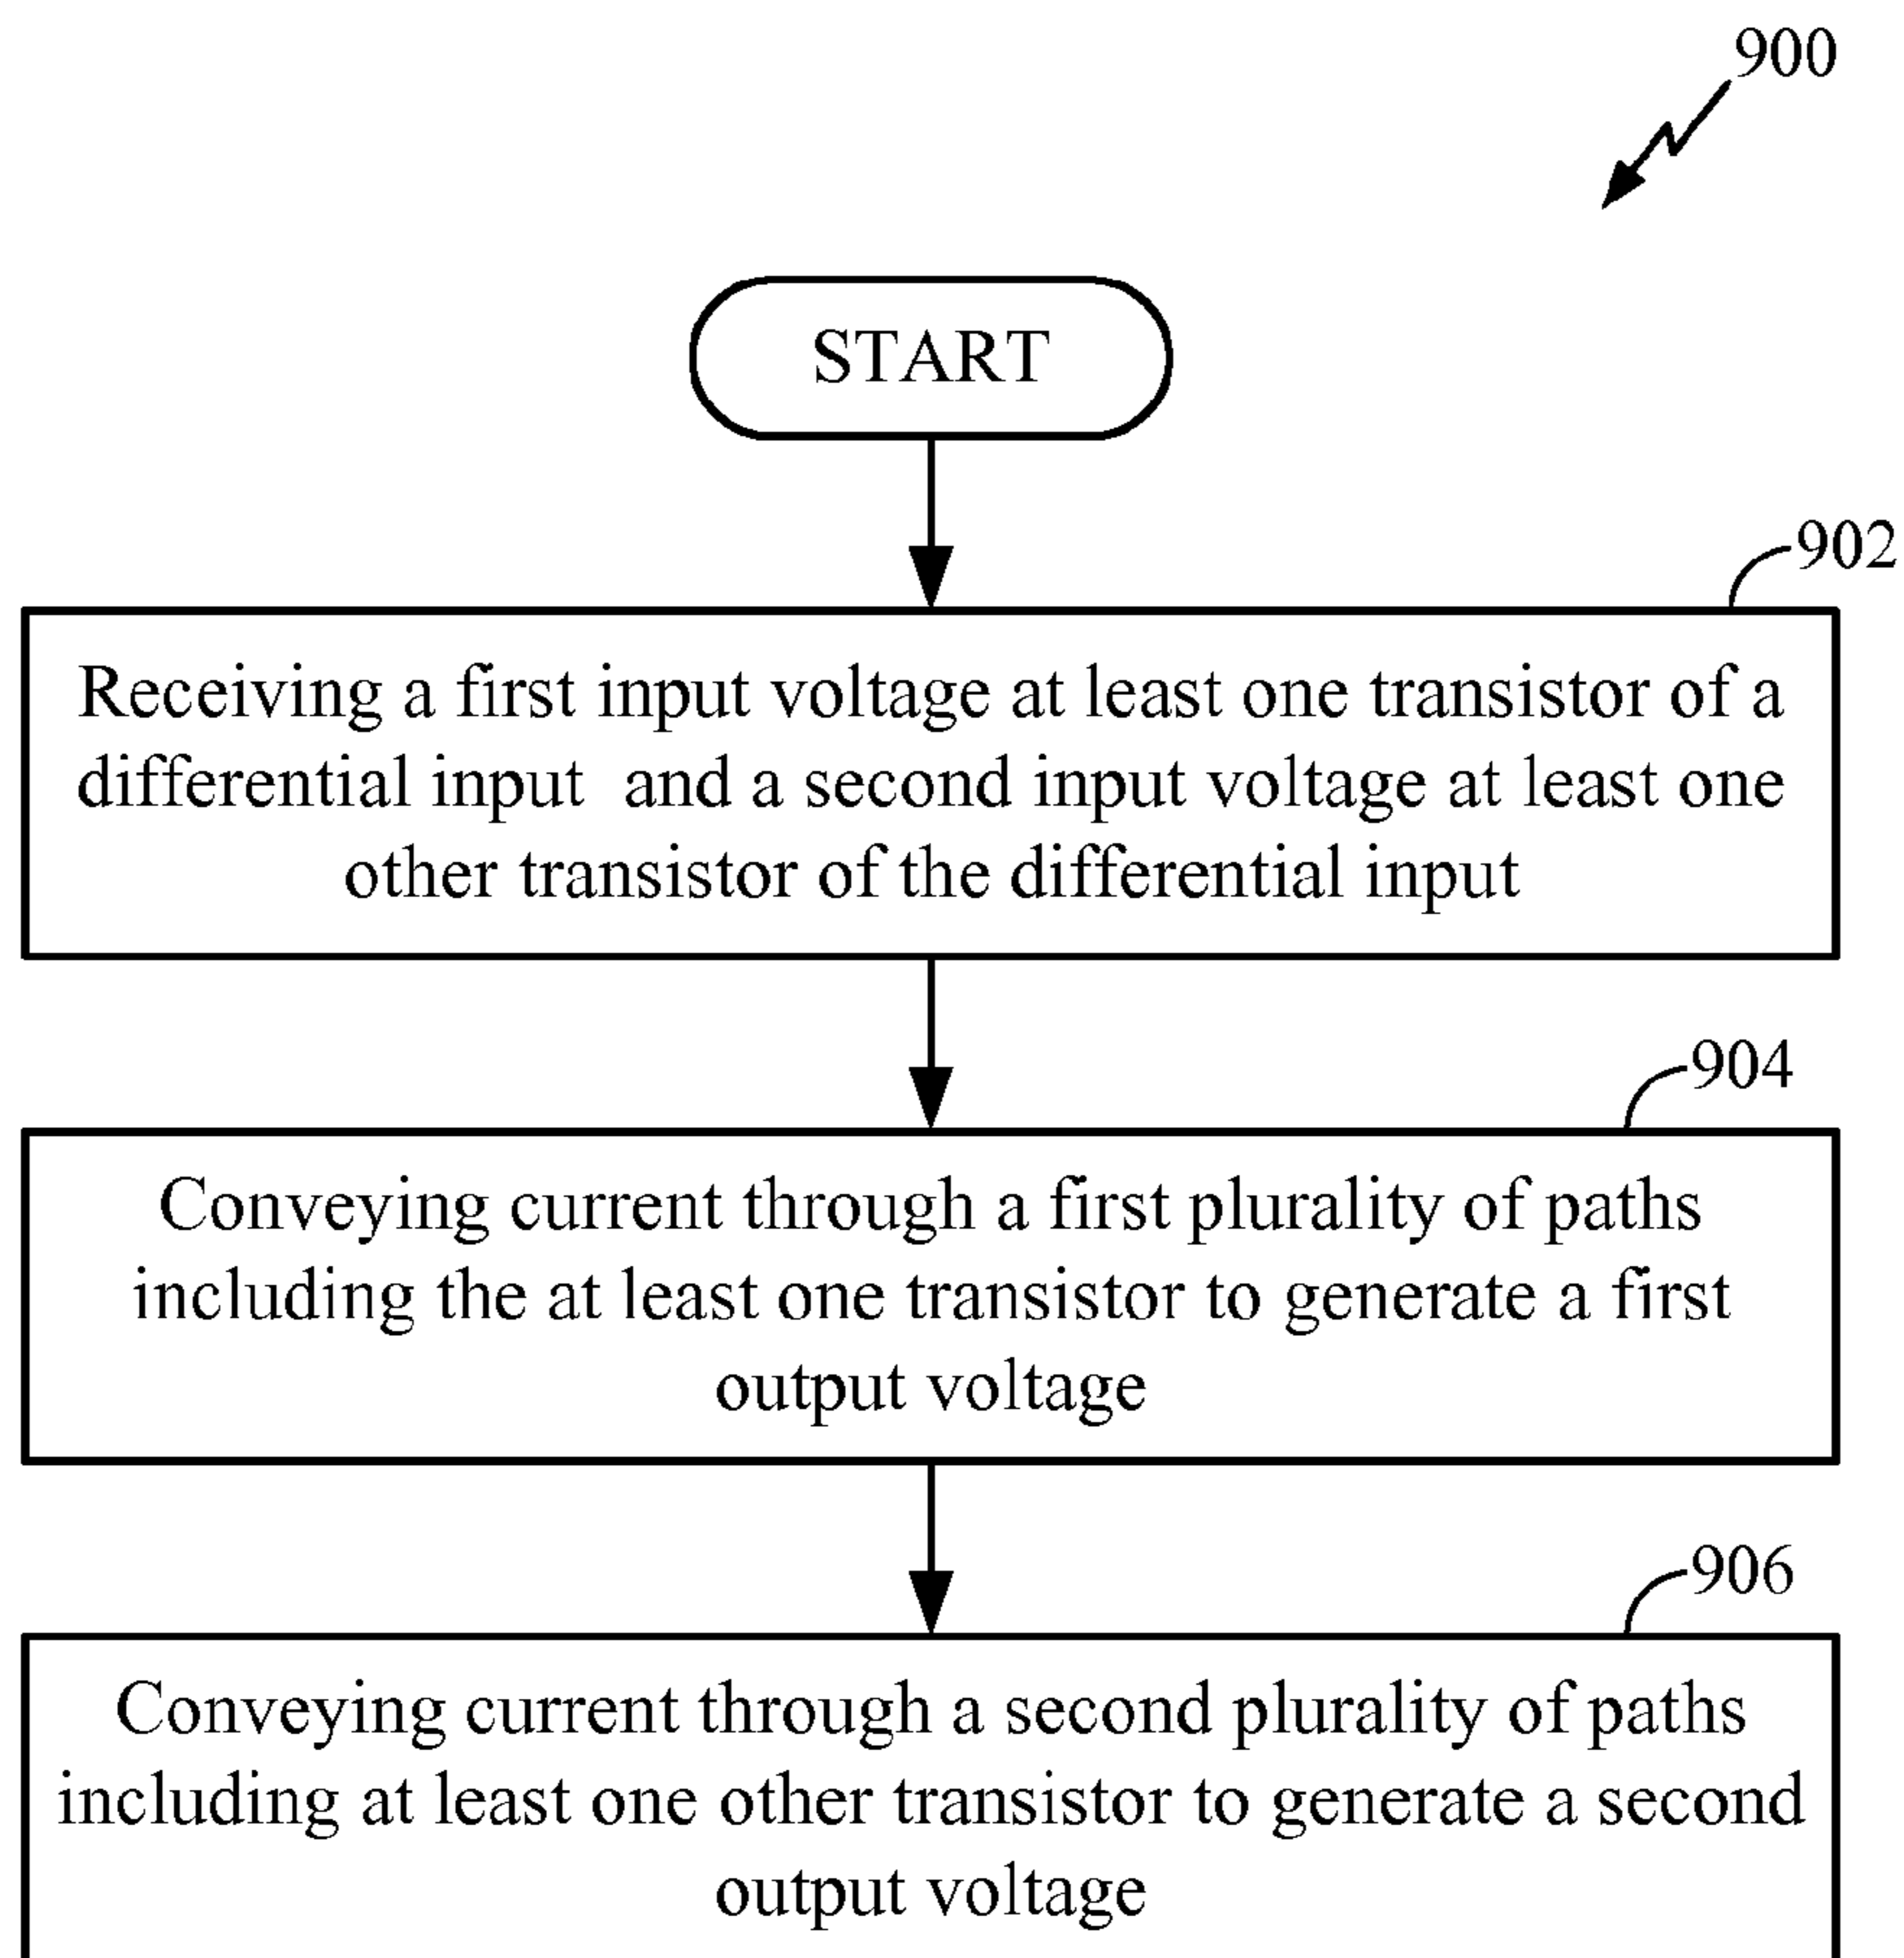 900
START
902
Receiving a first input voltage at least one transistor of a
differential input and a second input voltage at least one
other transistor of the differential input
904
Conveying current through a first plurality of paths
including the at least one transistor to generate a first
output voltage
906
Conveying current through a second plurality of paths
including at least one other transistor to generate a second
output voltage